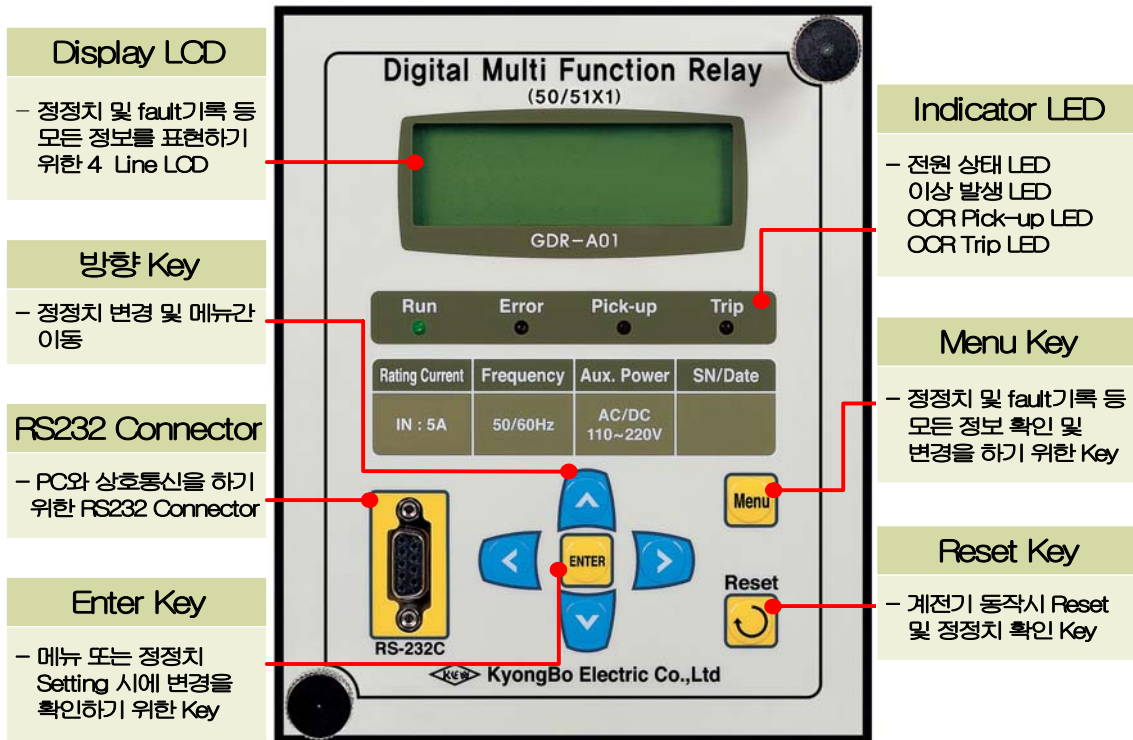 Display LCD
- 정정치 및 fault기록 등
모든 정보를 표현하기
위한 4 Line LCD
방향 Key
- 정정치 변경 및 메뉴간
이동
RS232 Connector
- PC와 상호통신을 하기
위한 RS232 Connector
Enter Key
- 메뉴 또는 정정치
Setting 시에 변경을
확인하기 위한 Key
Digital Multi Function Relay
(50/51X1)
GDR-A01
Run Error Pick-up Trip
Rating Current Frequency Aux. Power SN/Date
IN : 5A 50/60Hz AC/DC
110~220V
Menu
ENTER
Reset
RS-232C
KEW KyongBo Electric Co.,Ltd
Indicator LED
- 전원 상태 LED
이상 발생 LED
OCR Pick-up LED
OCR Trip LED
Menu Key
- 정정치 및 fault기록 등
모든 정보 확인 및
변경을 하기 위한 Key
Reset Key
- 계전기 동작시 Reset
및 정정치 확인 Key